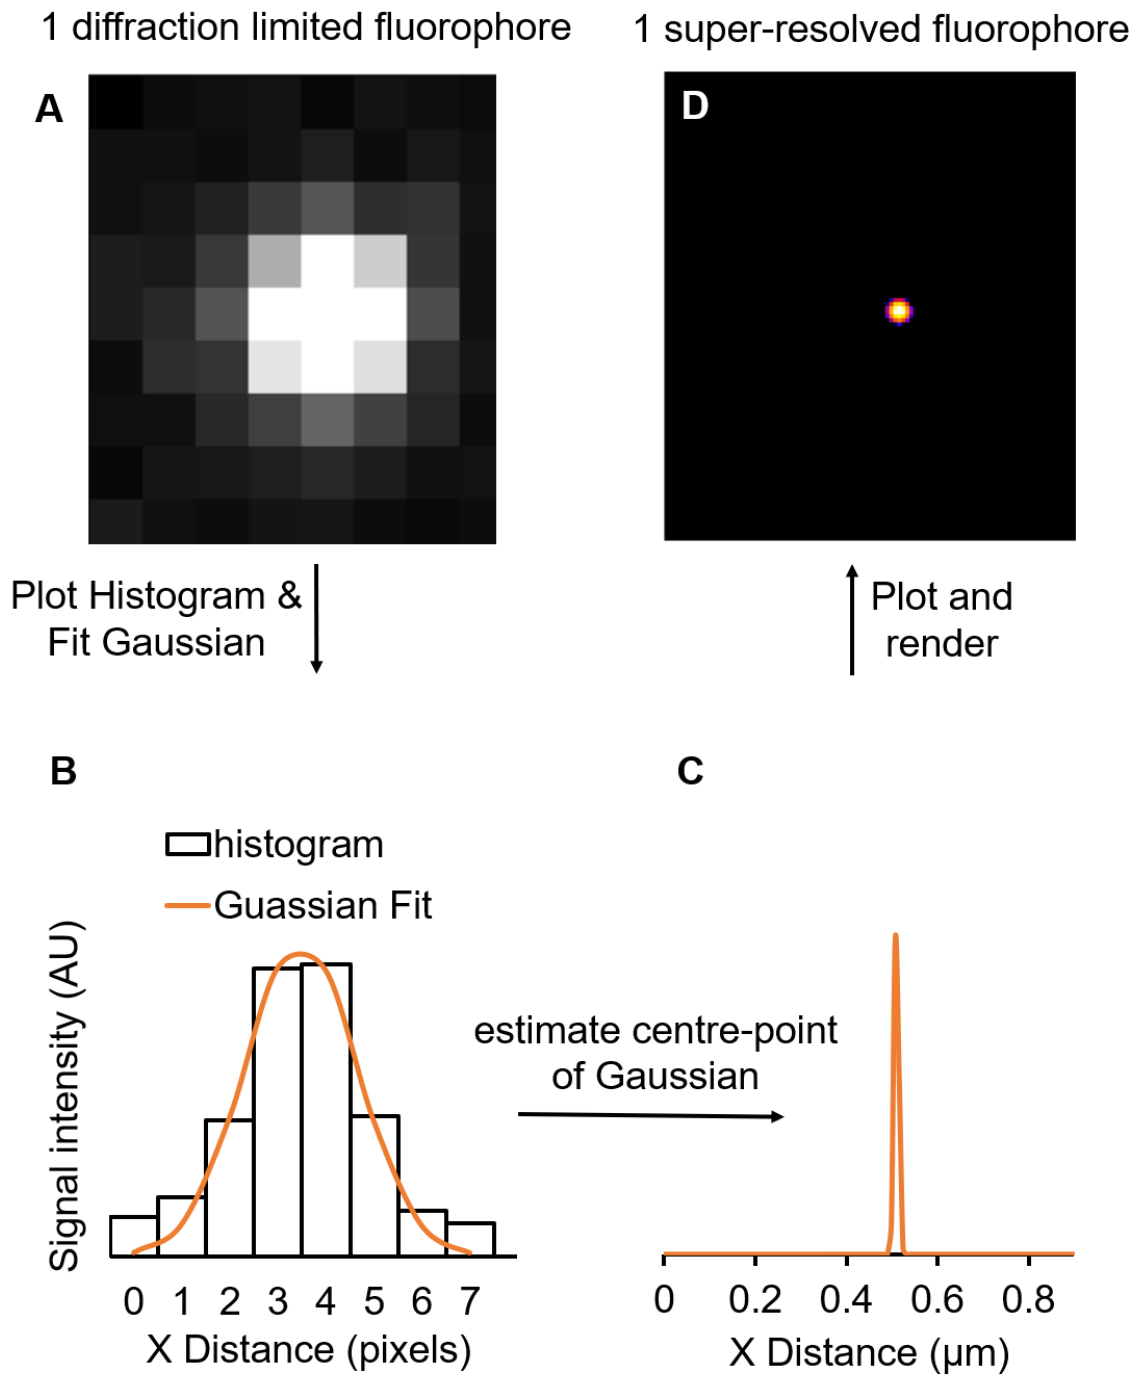 1 diffraction limited fluorophore
1 super-resolved fluorophore
A
D
Plot Histogram &
Fit Gaussian
Plot and
render
B
C
histogram
Guassian Fit
Signal intensity (AU)
estimate centre-point
of Gaussian
0 1 2 3 4 5 6 7
X Distance (pixels)
0 0.2 0.4 0.6 0.8
X Distance (µm)